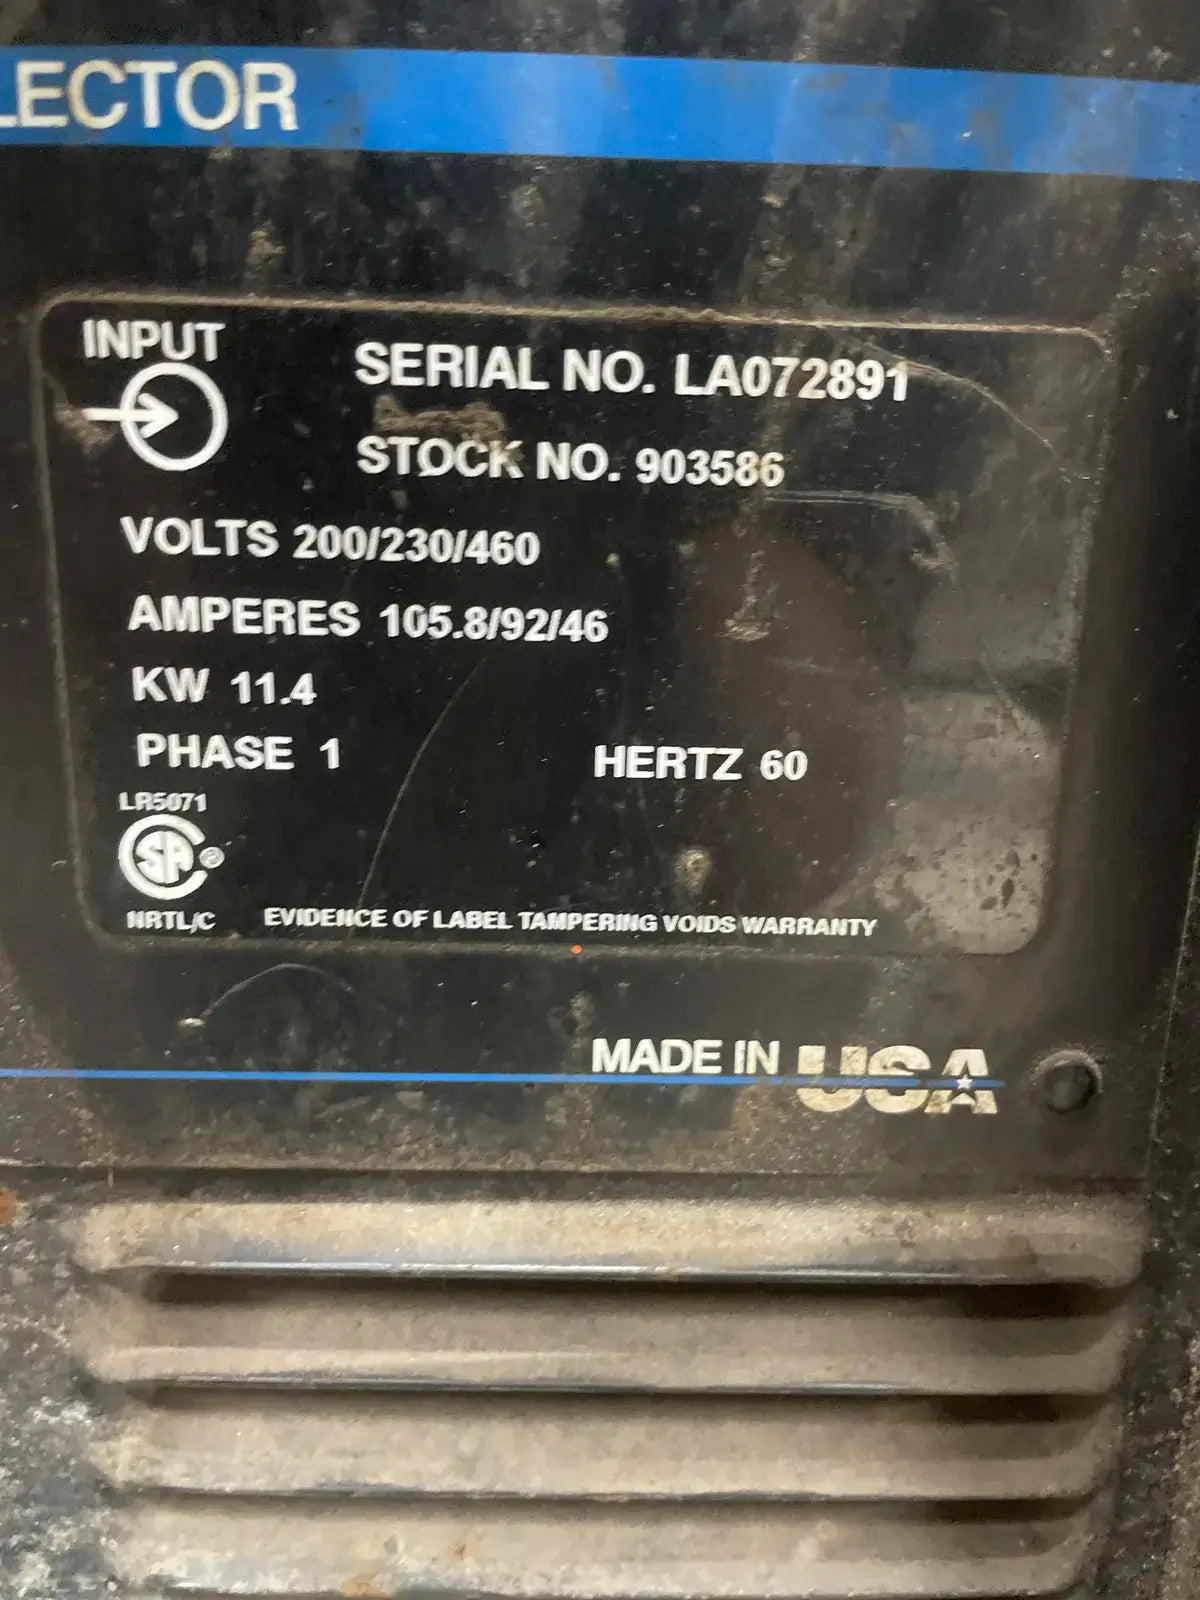 LECTOR
INPUT
SERIAL NO. LA072891
STOCK NO. 903586
VOLTS 200/230/460
AMPERES 105.8/92/46
KW 11.4
PHASE 1
HERTZ 60
LR5071
SA ®
NRTL/C
EVIDENCE OF LABEL TAMPERING VOIDS WARRANTY
MADE IN USA